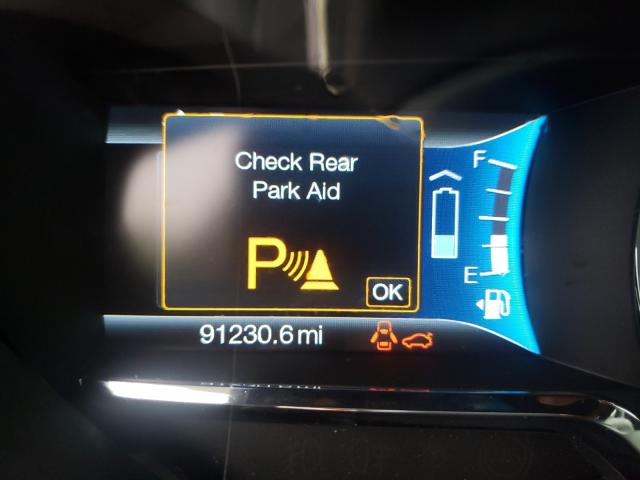 Check Rear
Park Aid
P
OK
F
E
91230.6 mi